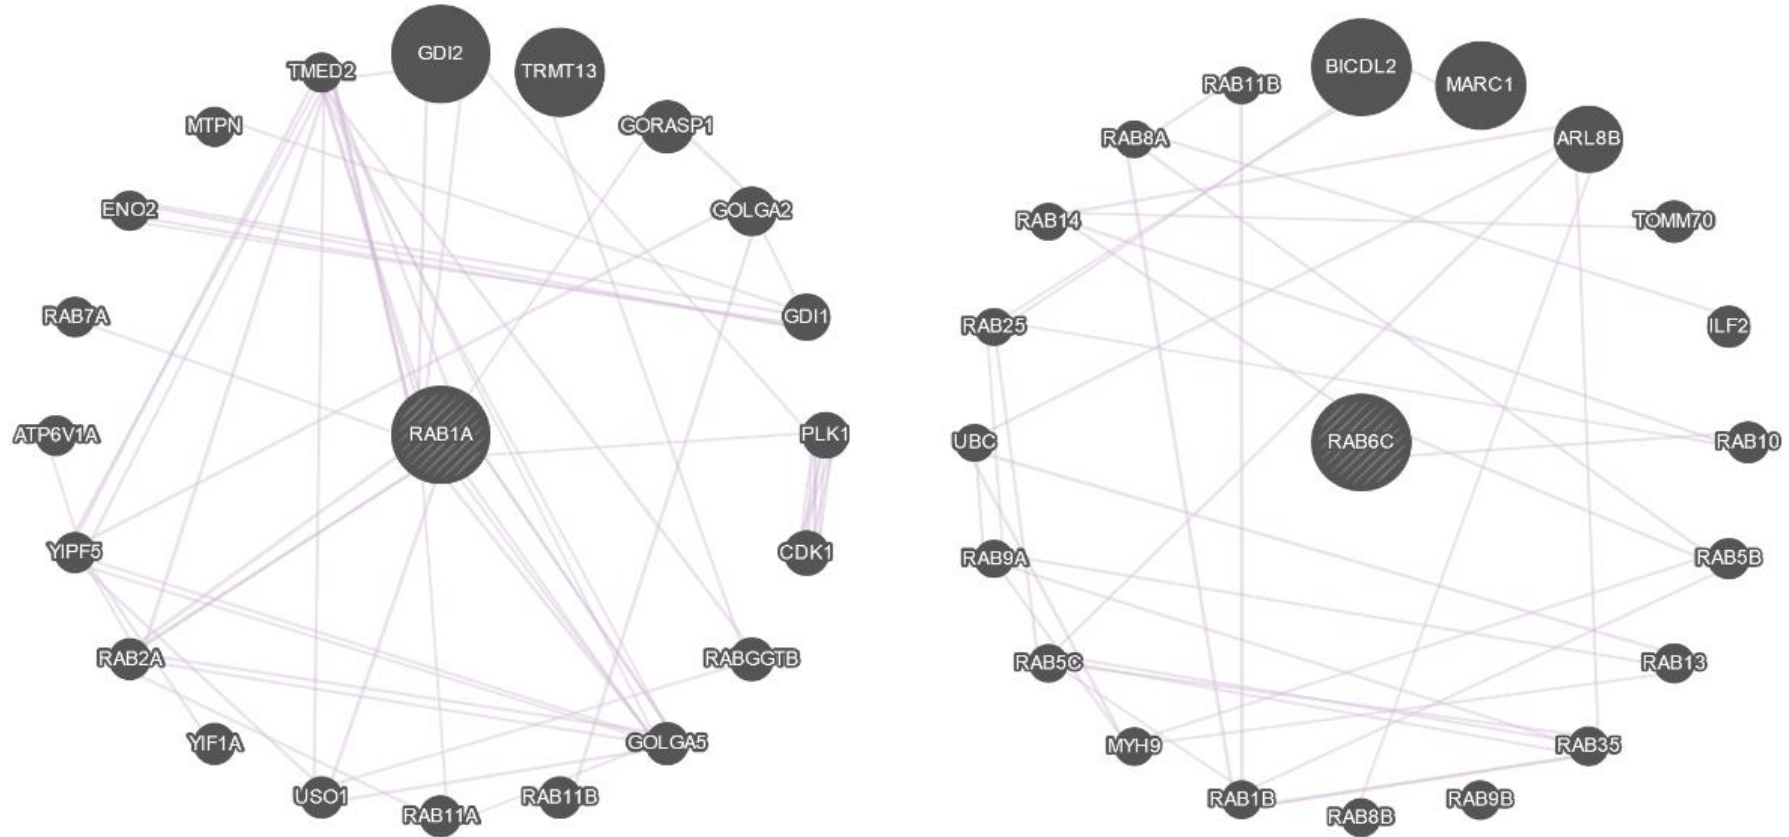 GDI2
TRMT13
TMED2
GORASP1
MTPN
GOLGA2
ENO2
GDI1
RAB7A
RAB1A
PLK1
ATP6V1A
YIPF5
CDK1
RAB2A
RABGGTB
YIF1A
GOLGA5
USO1
RAB11B
RAB11A
BICDL2
MARC1
RAB11B
RAB8A
ARL8B
RAB14
TOMM70
RAB25
ILF2
UBC
RAB6C
RAB10
RAB9A
RAB5B
RAB5C
RAB13
MYH9
RAB35
RAB1B
RAB9B
RAB8B